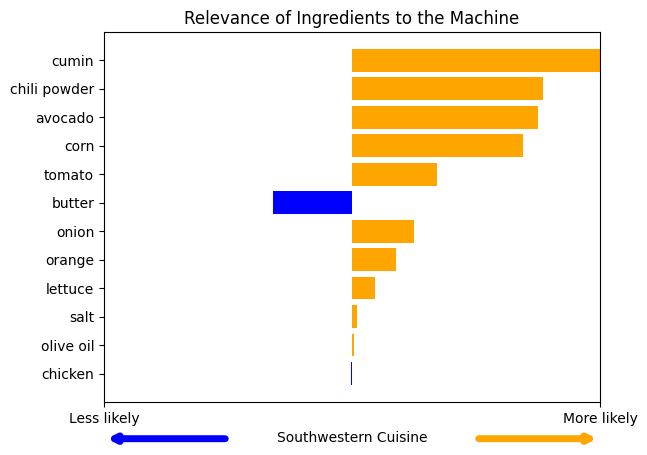 Relevance of Ingredients to the Machine
cumin
chili powder
avocado
corn
tomato
butter
onion
orange
lettuce
salt
olive oil
chicken
Less likely More likely
Southwestern Cuisine